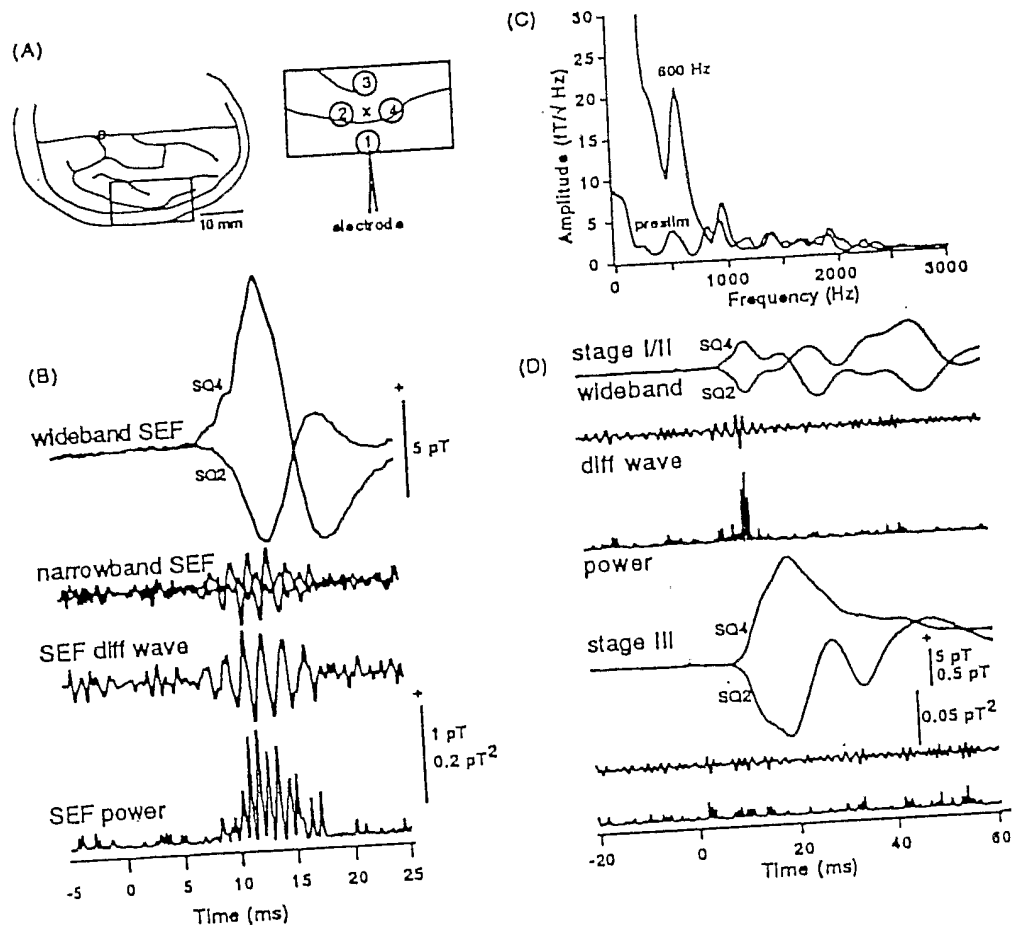 (A)
3
2 x 4
1
10 mm
electrode
(C)
30
25
20
15
10
5
0
Amplitude (fT/√Hz)
600 Hz
prestim
0
1000
2000
3000
Frequency (Hz)
(B)
SQ4
wideband SEF
SQ2
+
5 pT
narrowband SEF
SEF diff wave
+
1 pT
0.2 pT²
SEF power
-5
0
5
10
15
20
25
Time (ms)
(D)
stage I/II
SQ4
wideband
SQ2
diff wave
power
stage III
SQ4
SQ2
+
5 pT
0.5 pT
0.05 pT²
-20
0
20
40
60
Time (ms)